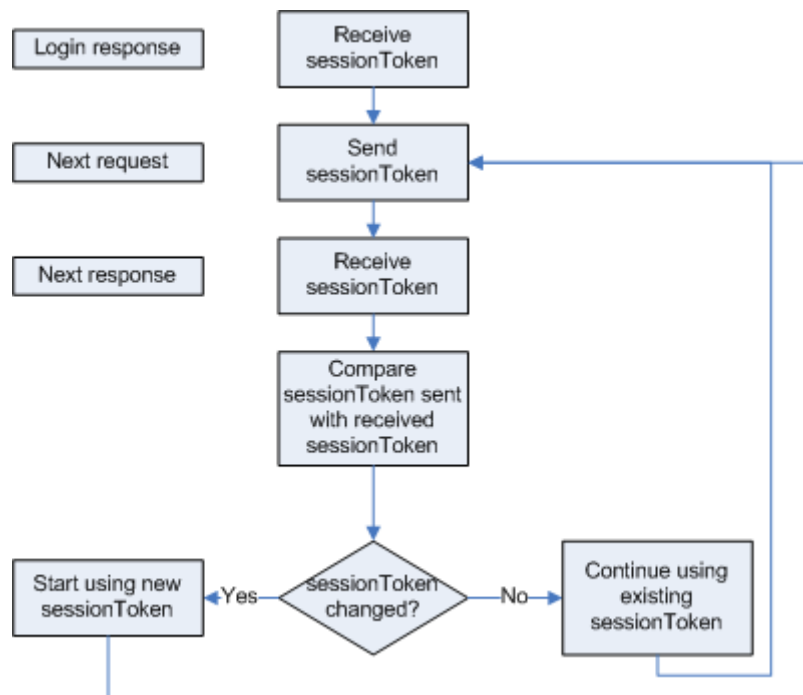 Login response
Receive
sessionToken
Next request
Send
sessionToken
Next response
Receive
sessionToken
Compare
sessionToken sent
with received
sessionToken
Start using new
sessionToken
Yes
sessionToken
changed?
No
Continue using
existing
sessionToken